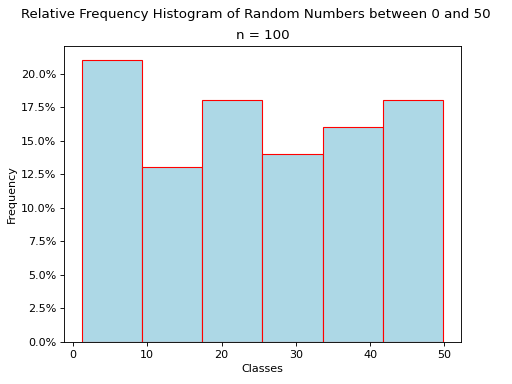 Relative Frequency Histogram of Random Numbers between 0 and 50
n = 100
20.0%
17.5%
15.0%
12.5%
10.0%
7.5%
5.0%
2.5%
0.0%
Frequency
0 10 20 30 40 50
Classes